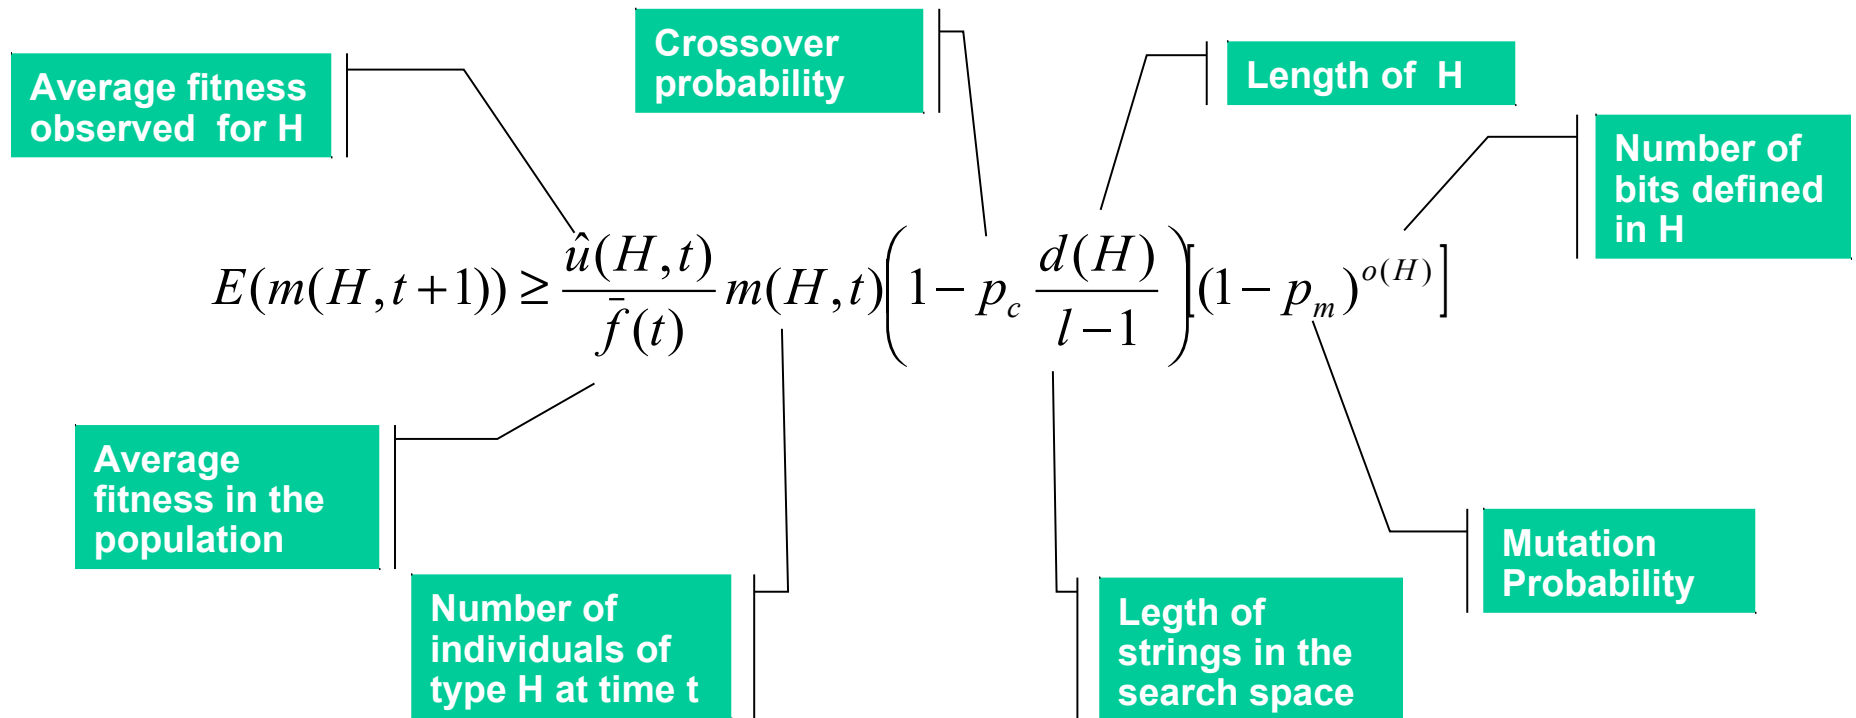 Crossover
probability
Average fitness
observed for H
Length of H
Number of
bits defined
in H
E(m(H,t+1)) ≥ û(H,t)/f̄(t) m(H,t)(1 − p_c d(H)/(l−1))[(1 − p_m)^{o(H)}]
Average
fitness in the
population
Number of
individuals of
type H at time t
Legth of
strings in the
search space
Mutation
Probability